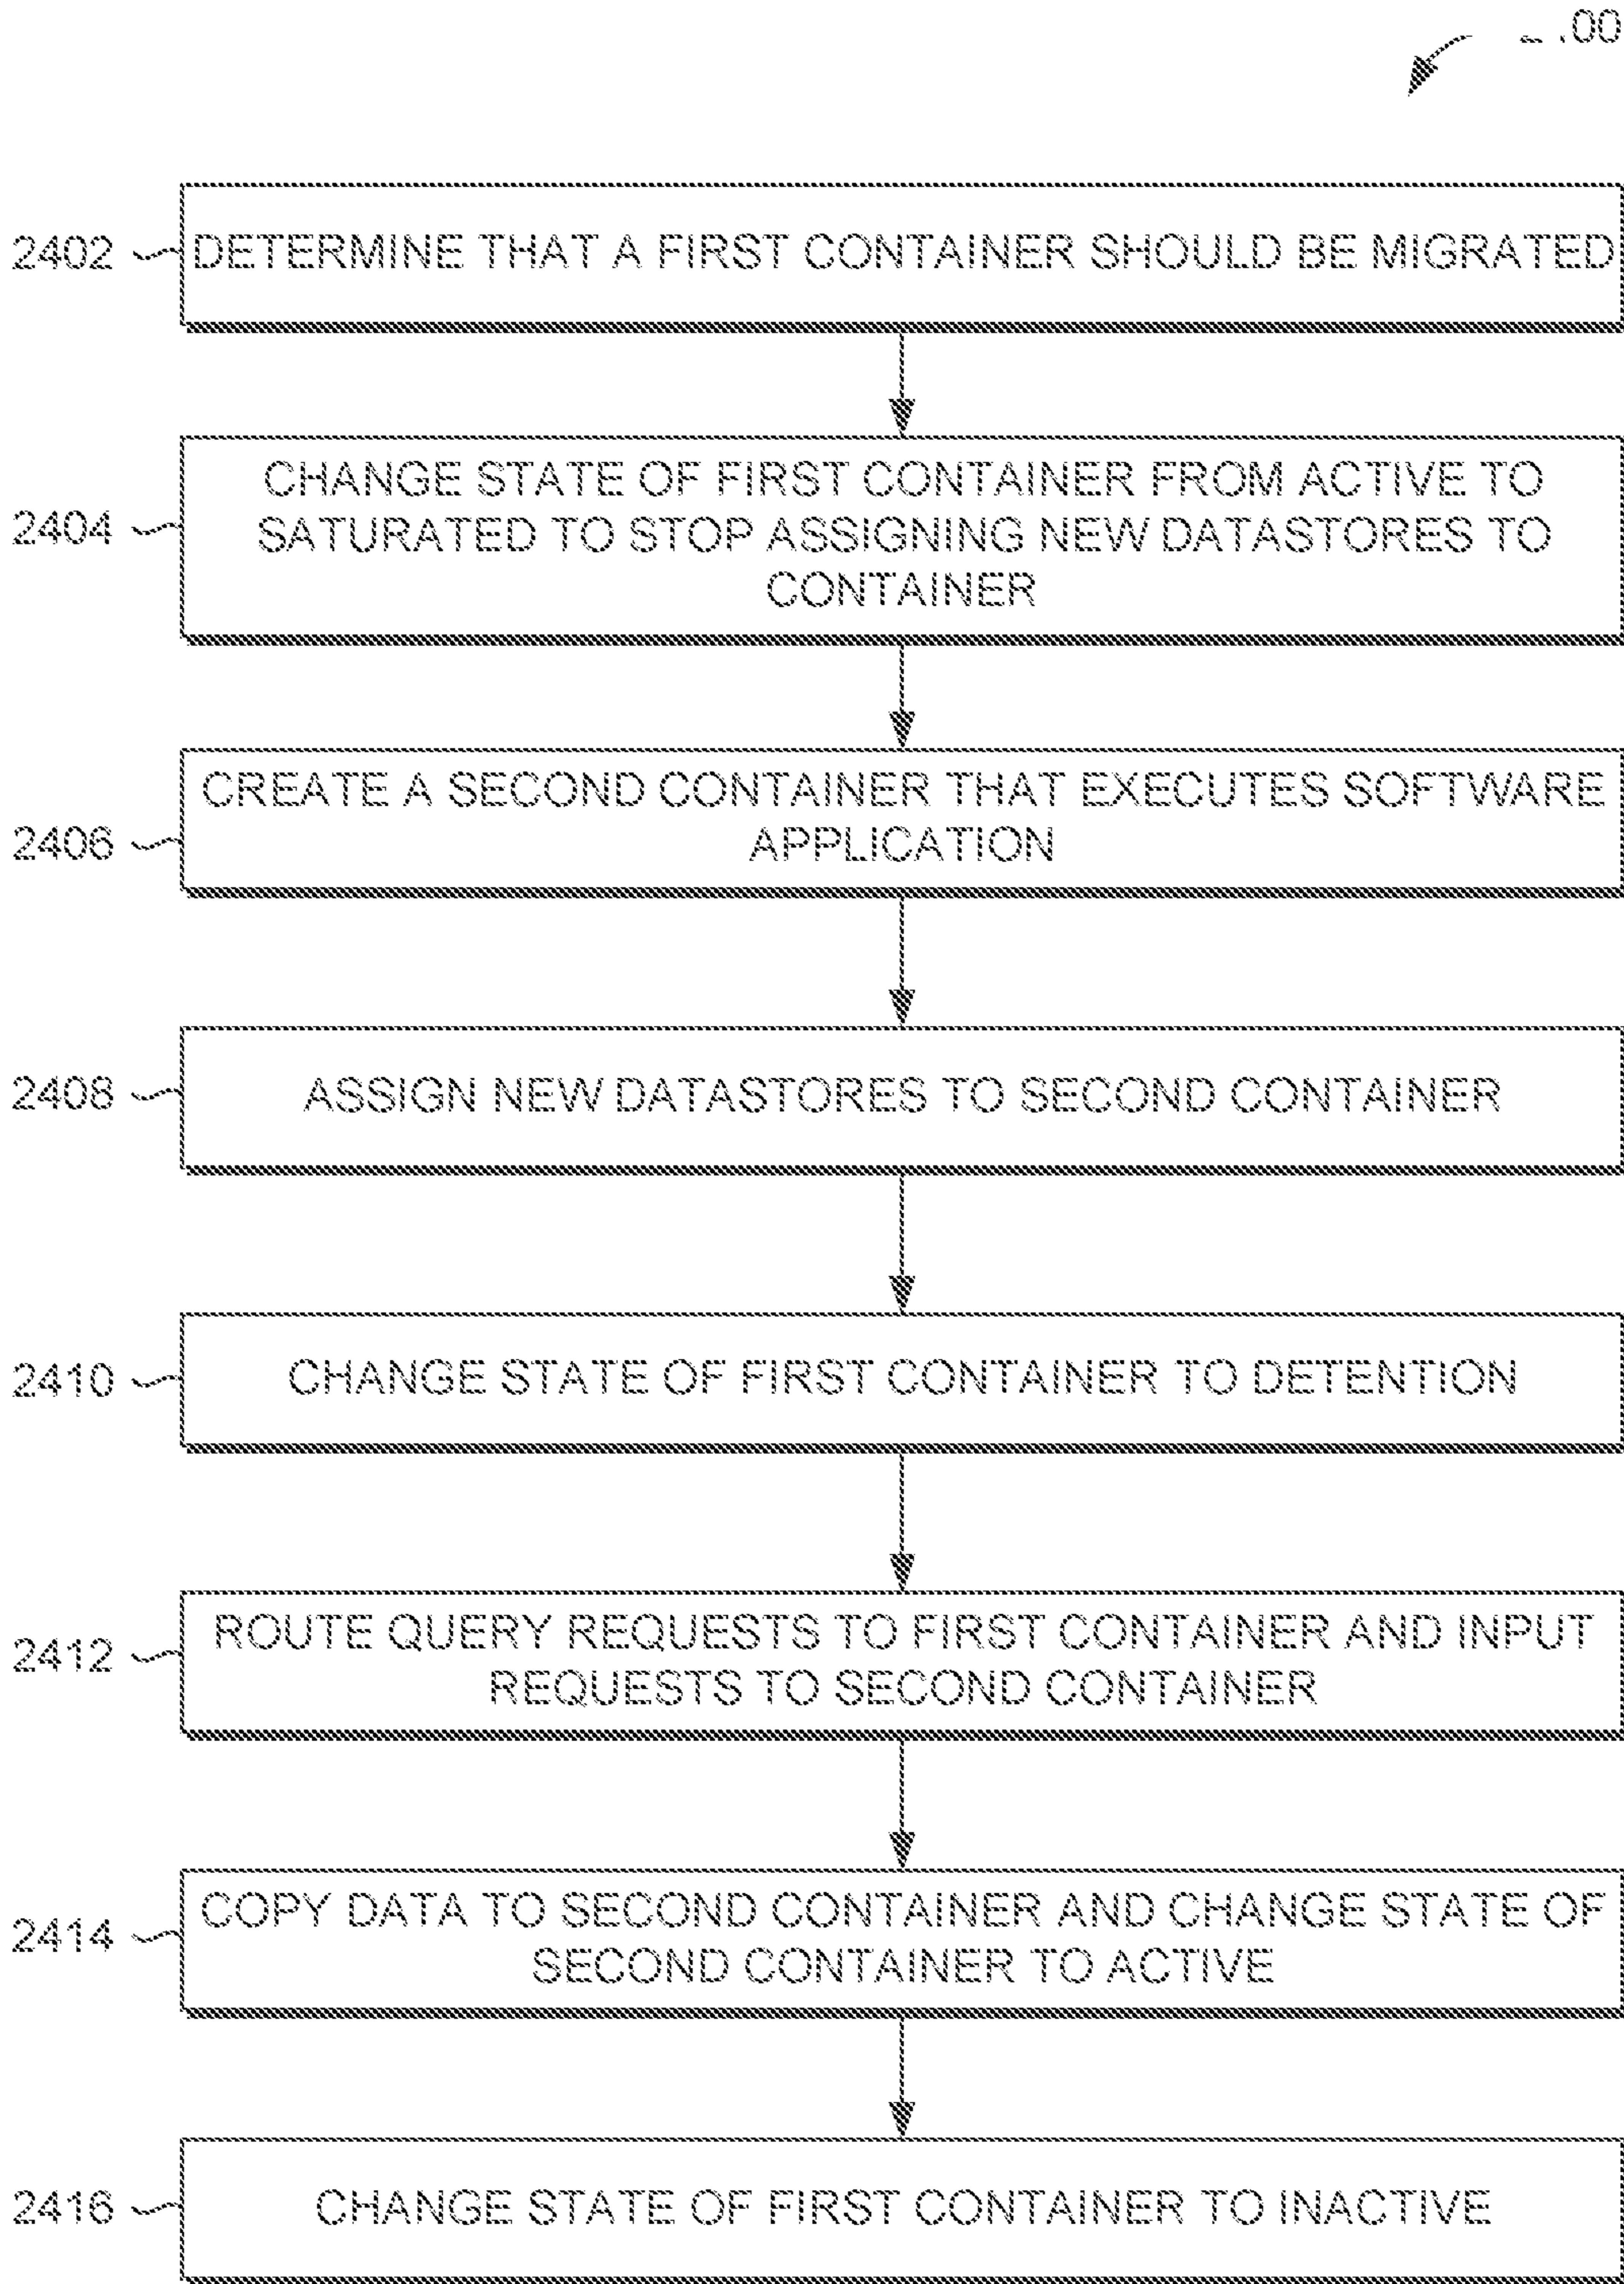 2402
DETERMINE THAT A FIRST CONTAINER SHOULD BE MIGRATED
2404
CHANGE STATE OF FIRST CONTAINER FROM ACTIVE TO
SATURATED TO STOP ASSIGNING NEW DATASTORES TO
CONTAINER
2406
CREATE A SECOND CONTAINER THAT EXECUTES SOFTWARE
APPLICATION
2408
ASSIGN NEW DATASTORES TO SECOND CONTAINER
2410
CHANGE STATE OF FIRST CONTAINER TO DETENTION
2412
ROUTE QUERY REQUESTS TO FIRST CONTAINER AND INPUT
REQUESTS TO SECOND CONTAINER
2414
COPY DATA TO SECOND CONTAINER AND CHANGE STATE OF
SECOND CONTAINER TO ACTIVE
2416
CHANGE STATE OF FIRST CONTAINER TO INACTIVE